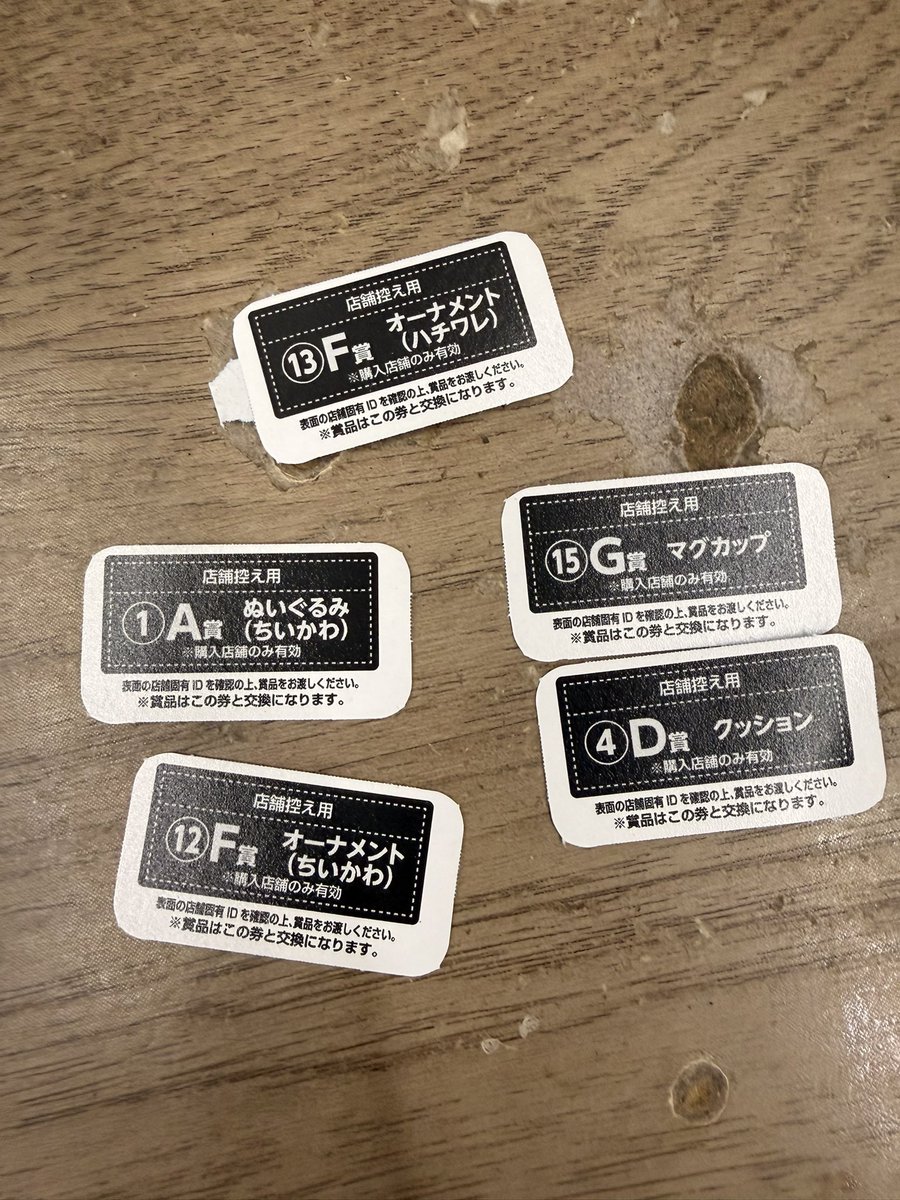 店舗控え用
⑬F賞 オーナメント
(ハチワレ)
※購入店舗のみ有効
表面の店舗固有IDを確認の上、賞品をお渡しください。
※賞品はこの券と交換になります。
店舗控え用
①A賞 ぬいぐるみ
(ちいかわ)
※購入店舗のみ有効
表面の店舗固有IDを確認の上、賞品をお渡しください。
※賞品はこの券と交換になります。
店舗控え用
⑮G賞 マグカップ
※購入店舗のみ有効
表面の店舗固有IDを確認の上、賞品をお渡しください。
※賞品はこの券と交換になります。
店舗控え用
④D賞 クッション
※購入店舗のみ有効
表面の店舗固有IDを確認の上、賞品をお渡しください。
※賞品はこの券と交換になります。
店舗控え用
⑫F賞 オーナメント
(ちいかわ)
※購入店舗のみ有効
表面の店舗固有IDを確認の上、賞品をお渡しください。
※賞品はこの券と交換になります。